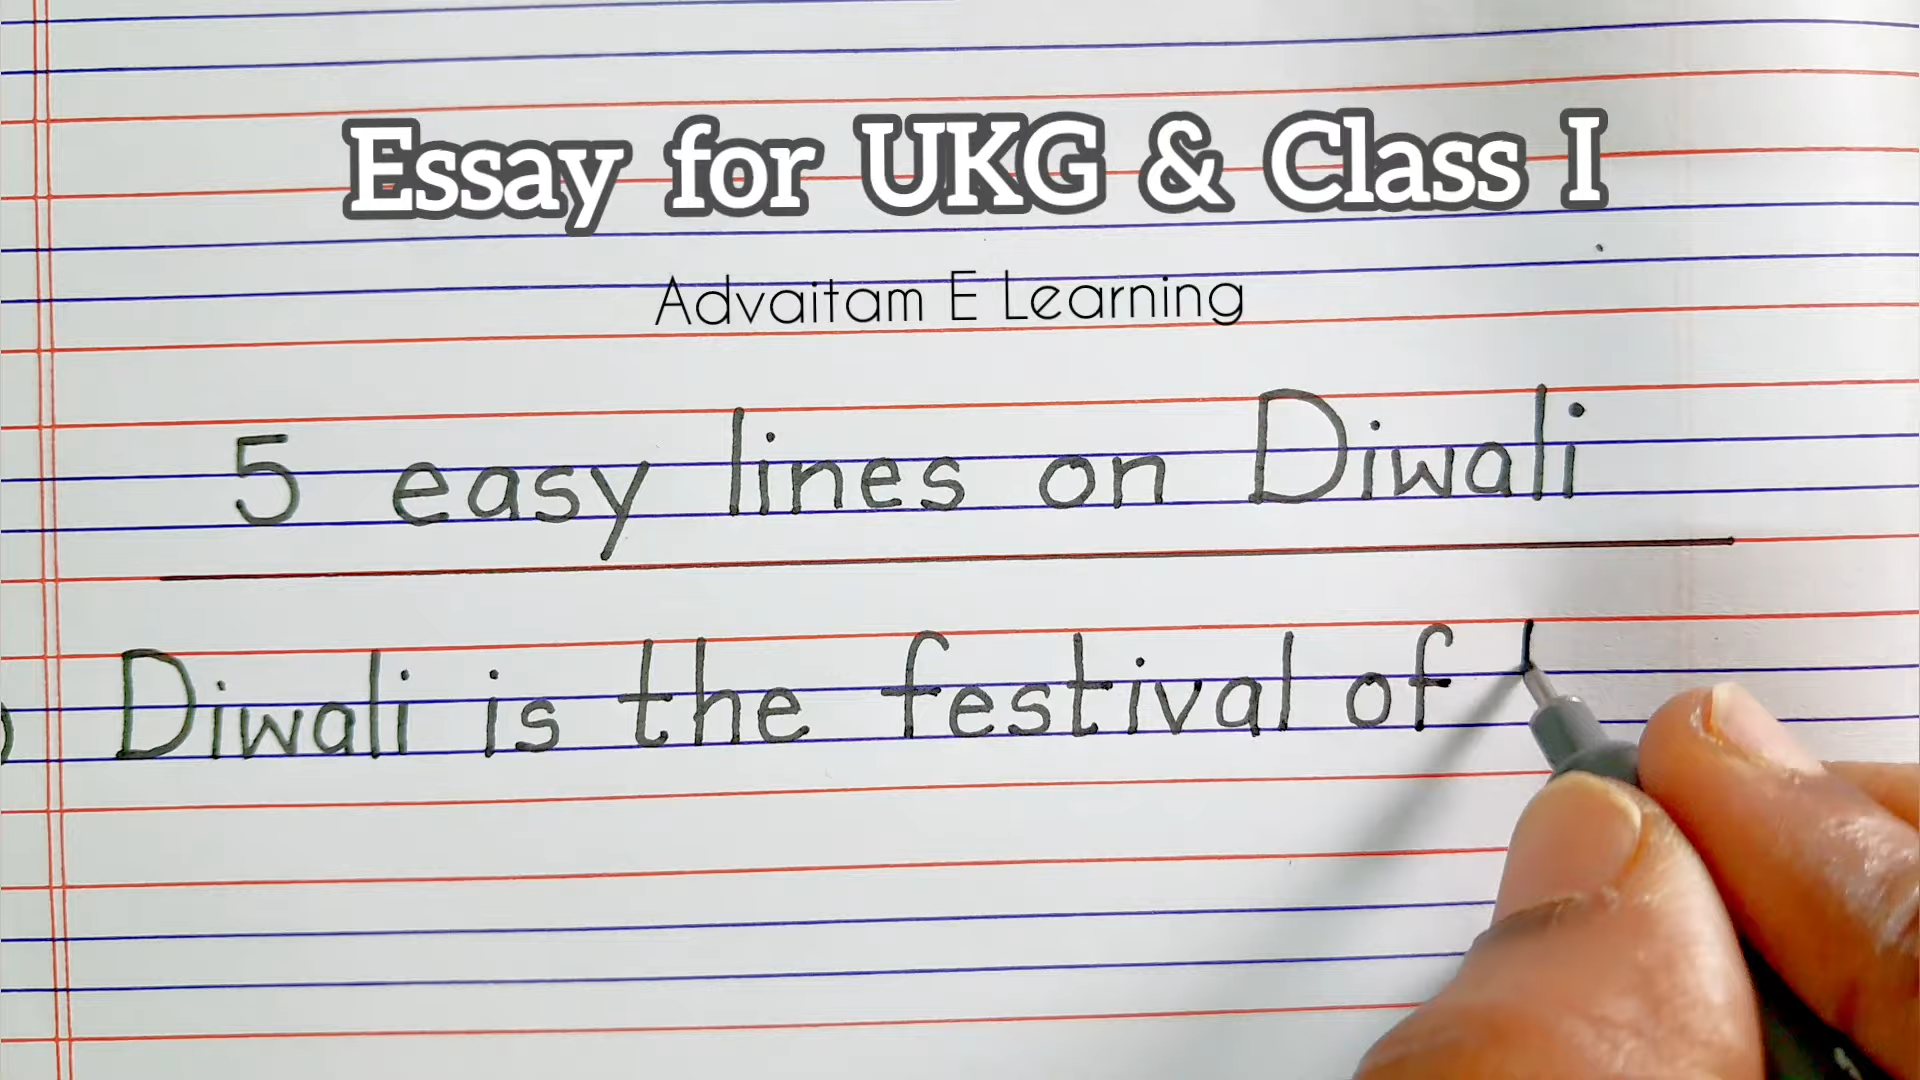 Essay for UKG & Class I
Advaitam E Learning
5 easy lines on Diwali
) Diwali is the festival of